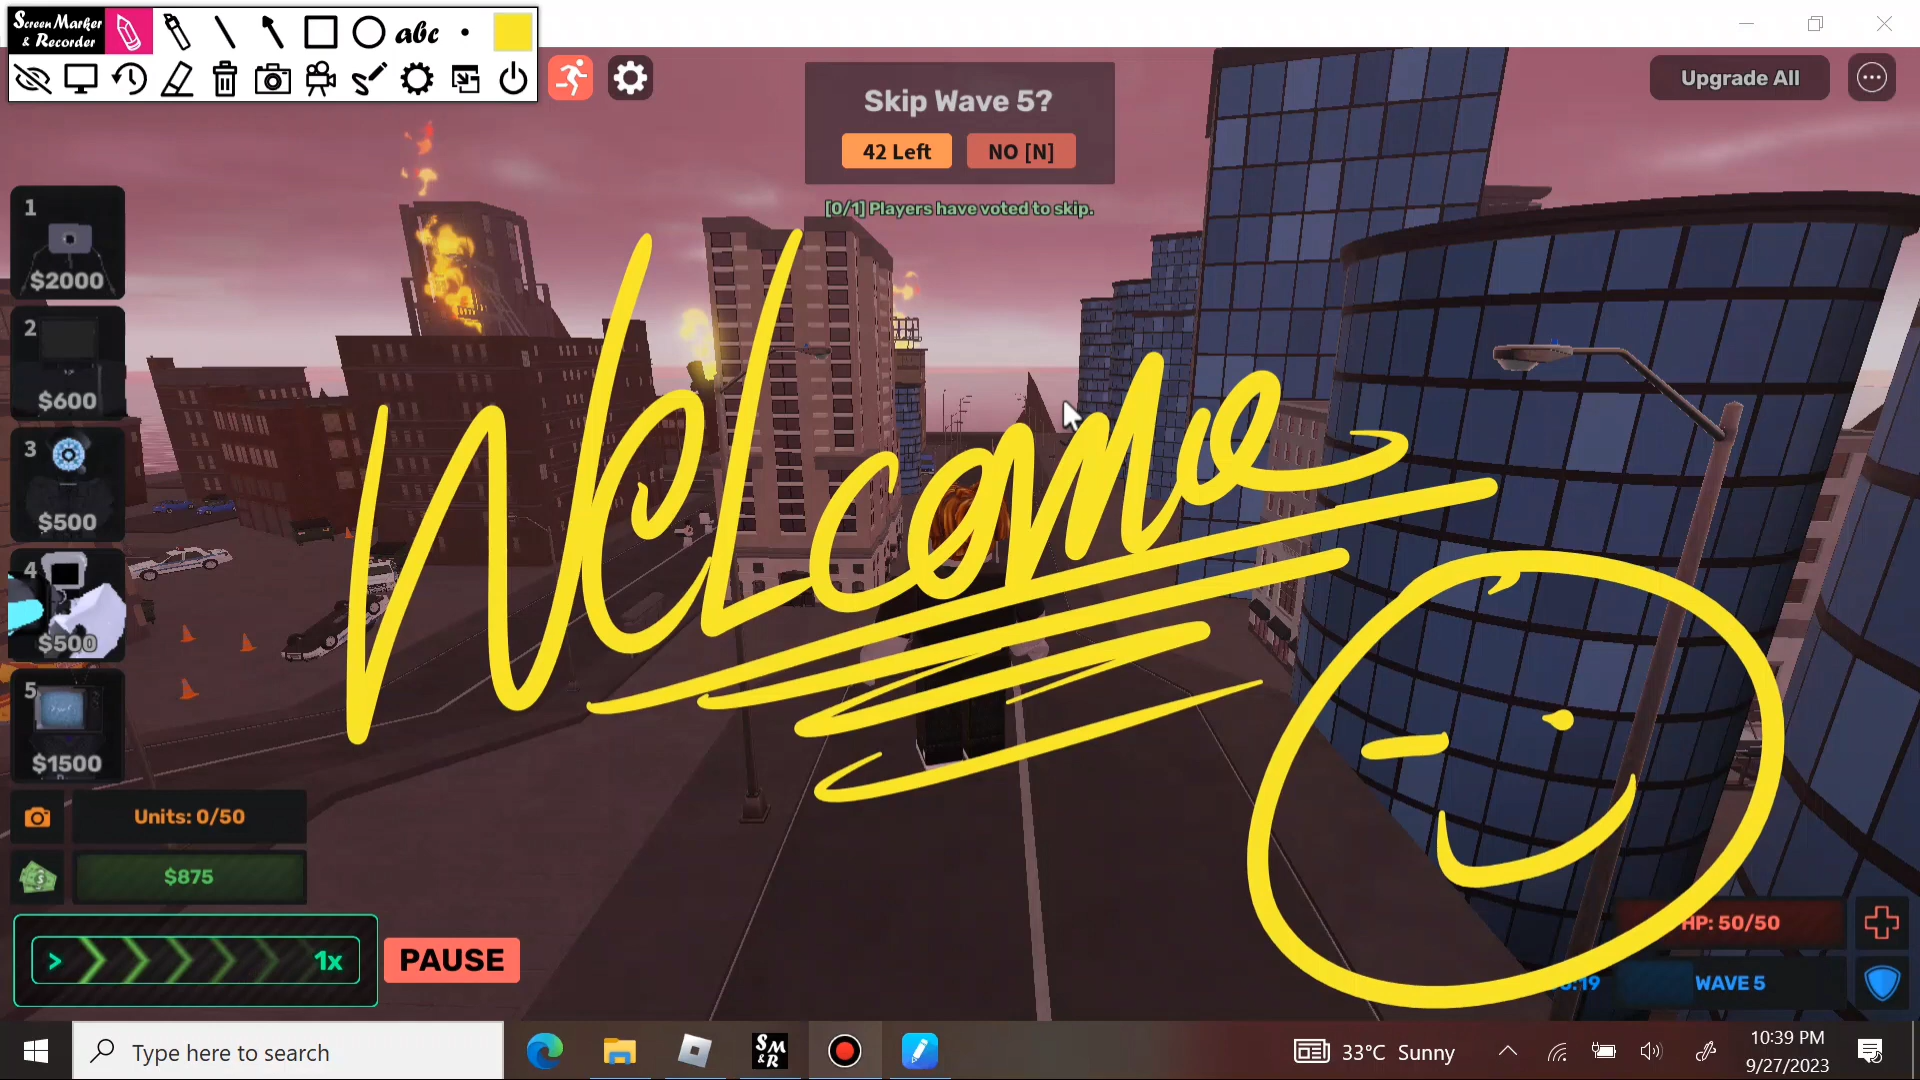 Screen Marker
& Recorder
abc
Upgrade All
Skip Wave 5?
42 Left
NO [N]
[0/1] Players have voted to skip.
1
$2000
2
$600
3
$500
4
$500
5
$1500
WeLcome
Units: 0/50
$875
> 1x
PAUSE
HP: 50/50
:19
WAVE 5
Type here to search
SM
&R
33°C Sunny
10:39 PM
9/27/2023